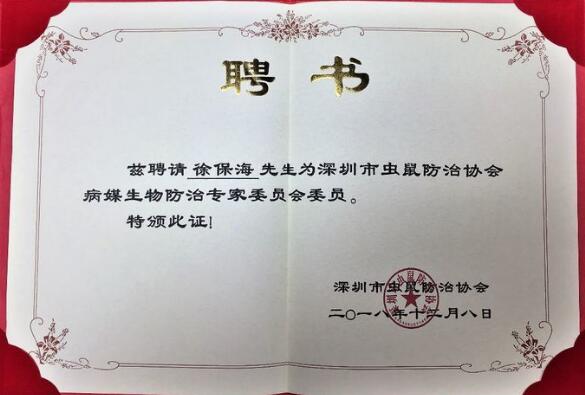 聘书
兹聘请 徐保海 先生为深圳市虫鼠防治协会
病媒生物防治专家委员会委员。
特颁此证!
深圳市虫鼠防治协会
二〇一八年十二月八日